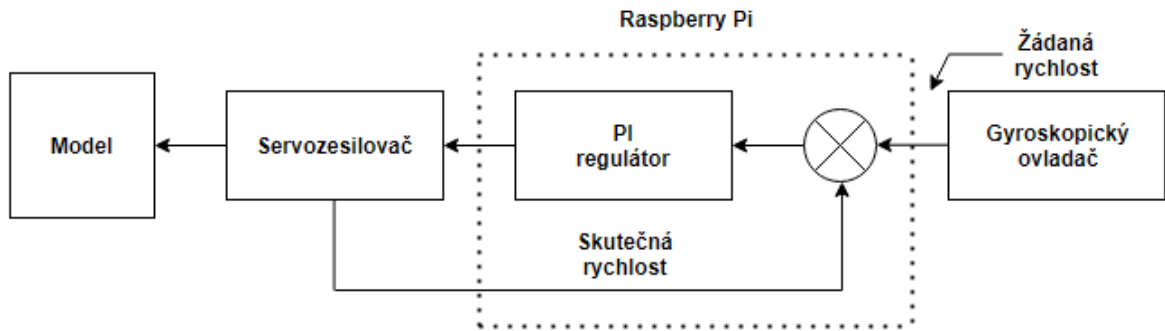 Raspberry Pi
Žádaná
rychlost
Model
Servozesilovač
PI
regulátor
Gyroskopický
ovladač
Skutečná
rychlost